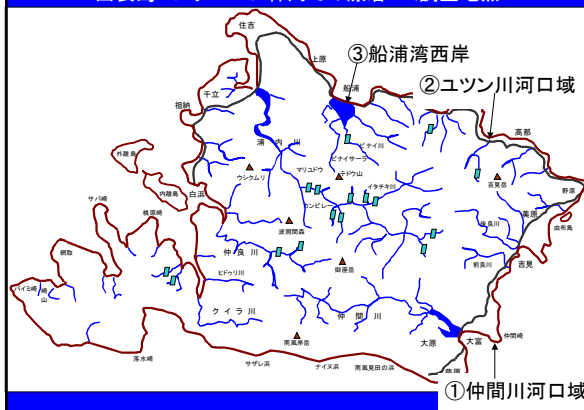 住吉
上原
③船浦湾西岸
船浦
②ユツン川河口域
千立
祖納
高那
浦内川
ピナイ川
ピナイサーラ
外離島
ウシクムリ
マリュドウ
テドウ山
古見岳
野原
内離島
白浜
イタチキ川
サバ崎
カンピレー
美原
桃原崎
由布島
波照間森
後良川
網取
仲良川
古見
前良川
ヒドゥリ川
御座岳
パイミ崎
崎山
クイラ川
仲間川
仲間崎
大原
大富
南風岸岳
落水崎
サザレ浜
ナイヌ浜
南風見田の浜
①仲間川河口域